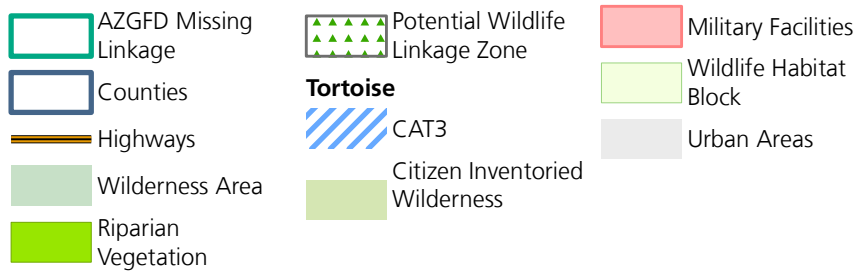 AZGFD Missing
Linkage
Counties
Highways
Wilderness Area
Riparian
Vegetation
Potential Wildlife
Linkage Zone
Tortoise
CAT3
Citizen Inventoried
Wilderness
Military Facilities
Wildlife Habitat
Block
Urban Areas